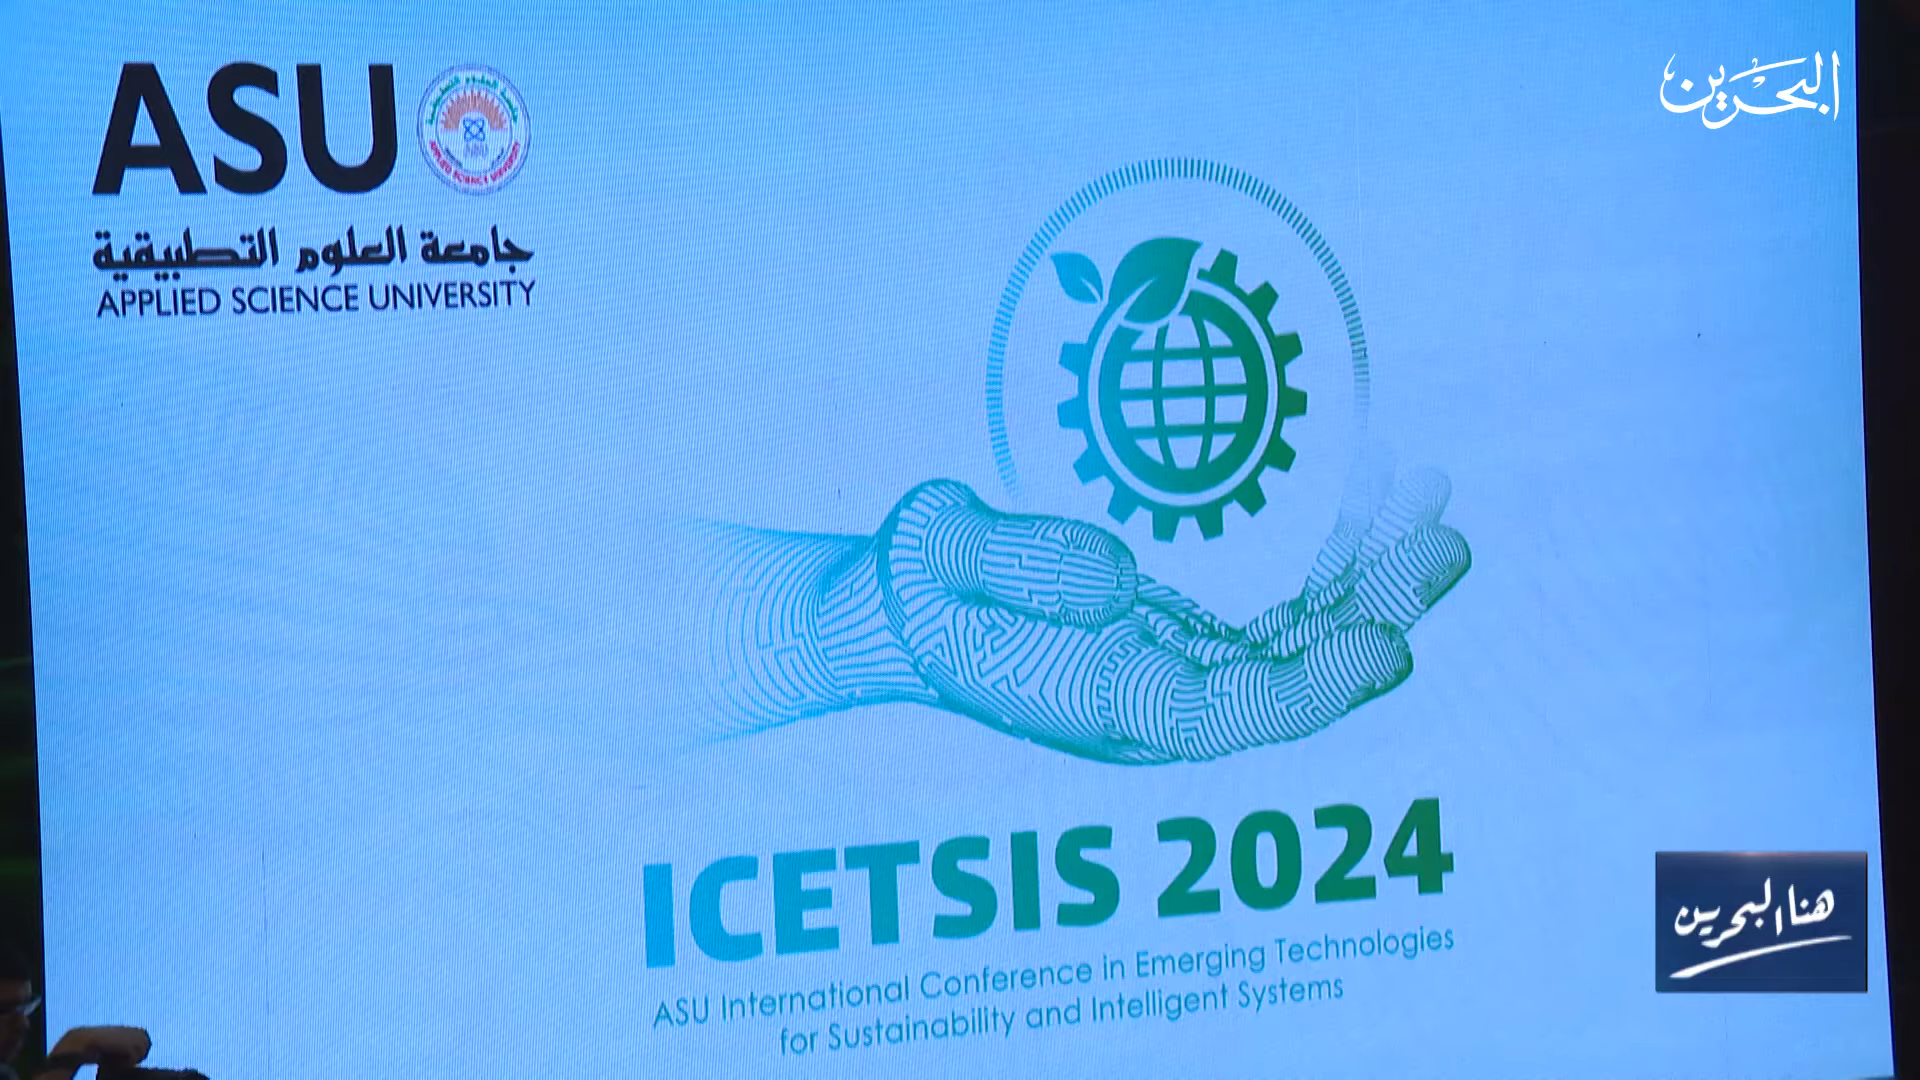 ASU
جامعة العلوم التطبيقية
APPLIED SCIENCE UNIVERSITY
البحرين
ICETSIS 2024
ASU International Conference in Emerging Technologies
for Sustainability and Intelligent Systems
هنا البحرين